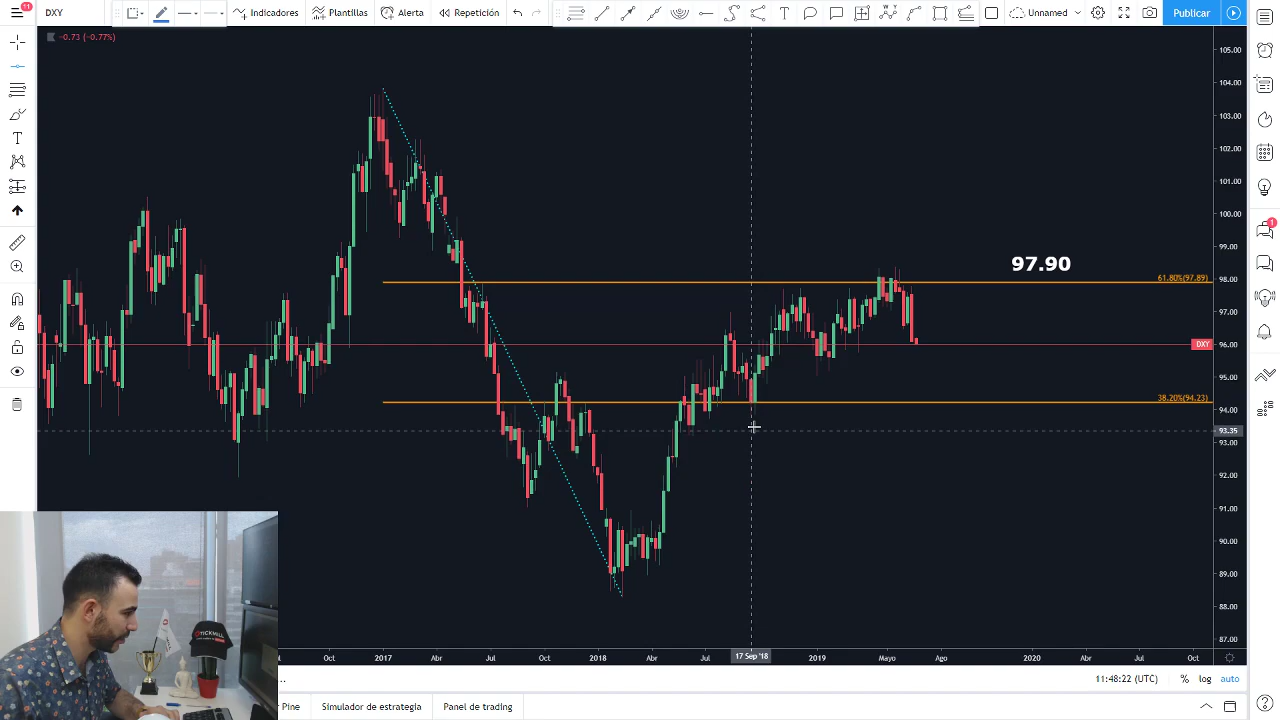 11
DXY
Indicadores
Plantillas
Alerta
Repetición
Unnamed
Publicar
−0.73 (−0.77%)
105.00
104.00
103.00
102.00
101.00
100.00
99.00
98.00
97.00
96.00
95.00
94.00
93.00
92.00
91.00
90.00
89.00
88.00
87.00
97.90
61.80%(97.89)
DXY
38.20%(94.23)
93.35
TICKMILL
Oct
2017
Abr
Jul
Oct
2018
Abr
Jul
17 Sep '18
2019
Mayo
Ago
2020
Abr
Jul
Oct
11:48:22 (UTC)
%
log
auto
Pine
Simulador de estrategia
Panel de trading